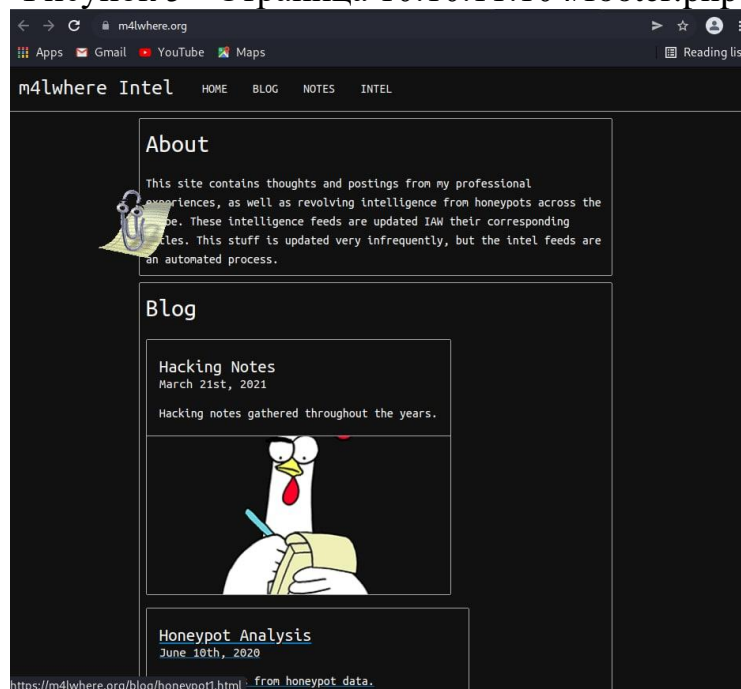 m4lwhere.org
Apps Gmail YouTube Maps Reading lis
m4lwhere Intel HOME BLOG NOTES INTEL
About
This site contains thoughts and postings from my professional
as well as revolving intelligence from honeypots across the
These intelligence feeds are updated IAW their corresponding
This stuff is updated very infrequently, but the intel feeds are
an automated process.
Blog
Hacking Notes
March 21st, 2021
Hacking notes gathered throughout the years.
Honeypot Analysis
June 10th, 2020
from honeypot data.
https://m4lwhere.org/blog/honeypot1.html